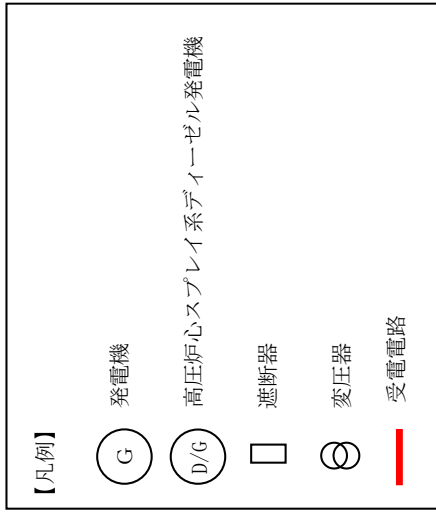 【凡例】
G 発電機
D/G 高圧炉心スプレイ系ディーゼル発電機
遮断器
変圧器
受電電路